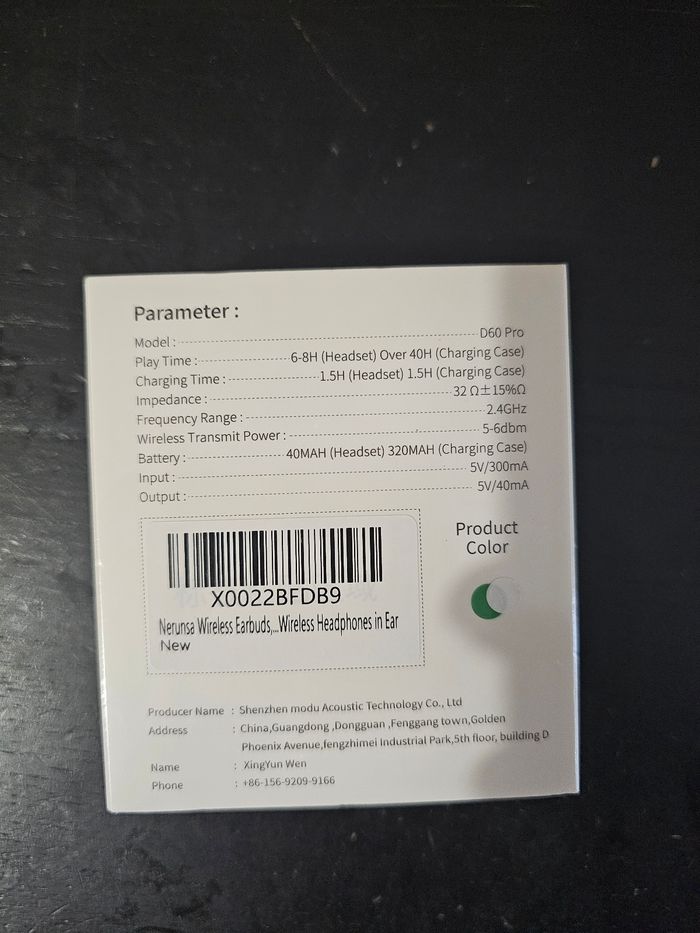 Parameter :
Model : D60 Pro
Play Time : 6-8H (Headset) Over 40H (Charging Case)
Charging Time : 1.5H (Headset) 1.5H (Charging Case)
Impedance : 32 Ω±15%Ω
Frequency Range : 2.4GHz
Wireless Transmit Power : 5-6dbm
Battery : 40MAH (Headset) 320MAH (Charging Case)
Input : 5V/300mA
Output : 5V/40mA
X0022BFDB9
Nerunsa Wireless Earbuds,...Wireless Headphones in Ear
New
Product
Color
Producer Name : Shenzhen modu Acoustic Technology Co., Ltd
Address : China,Guangdong ,Dongguan ,Fenggang town,Golden
Phoenix Avenue,fengzhimei Industrial Park,5th floor, building D
Name : XingYun Wen
Phone : +86-156-9209-9166